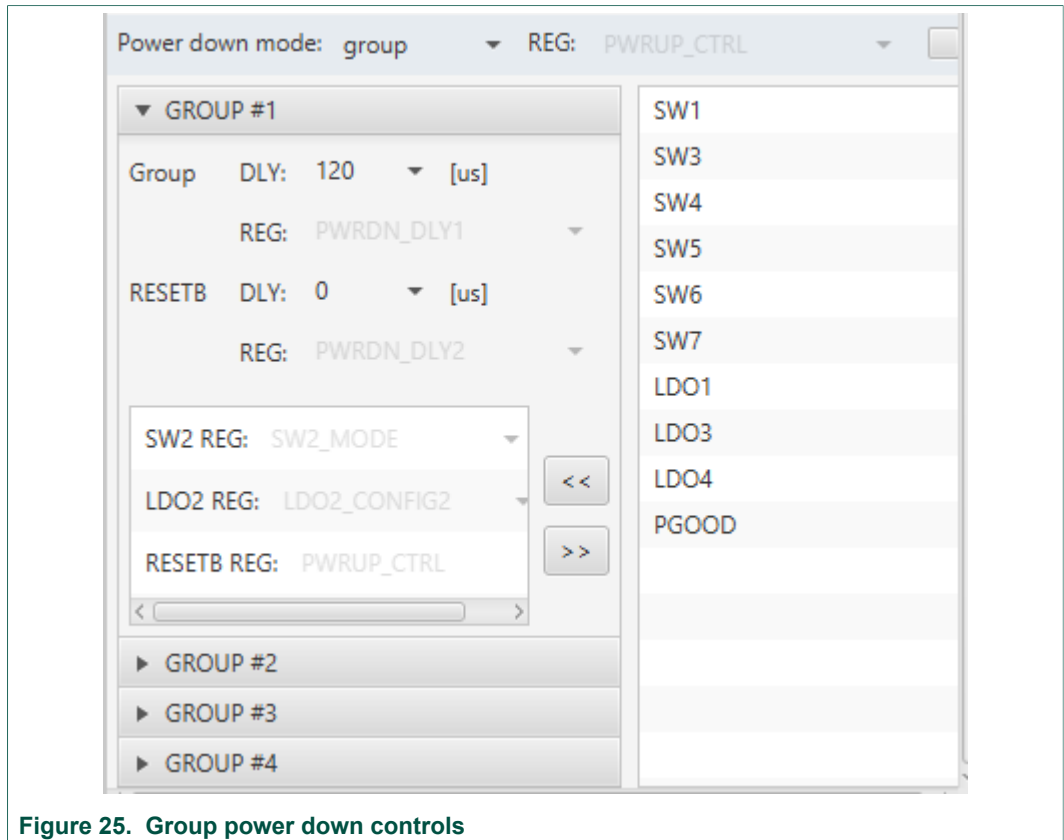 Power down mode: group REG: PWRUP_CTRL
GROUP #1
Group DLY: 120 [us]
REG: PWRDN_DLY1
RESETB DLY: 0 [us]
REG: PWRDN_DLY2
SW2 REG: SW2_MODE
LDO2 REG: LDO2_CONFIG2
RESETB REG: PWRUP_CTRL
<<
>>
GROUP #2
GROUP #3
GROUP #4
SW1
SW3
SW4
SW5
SW6
SW7
LDO1
LDO3
LDO4
PGOOD
Figure 25. Group power down controls